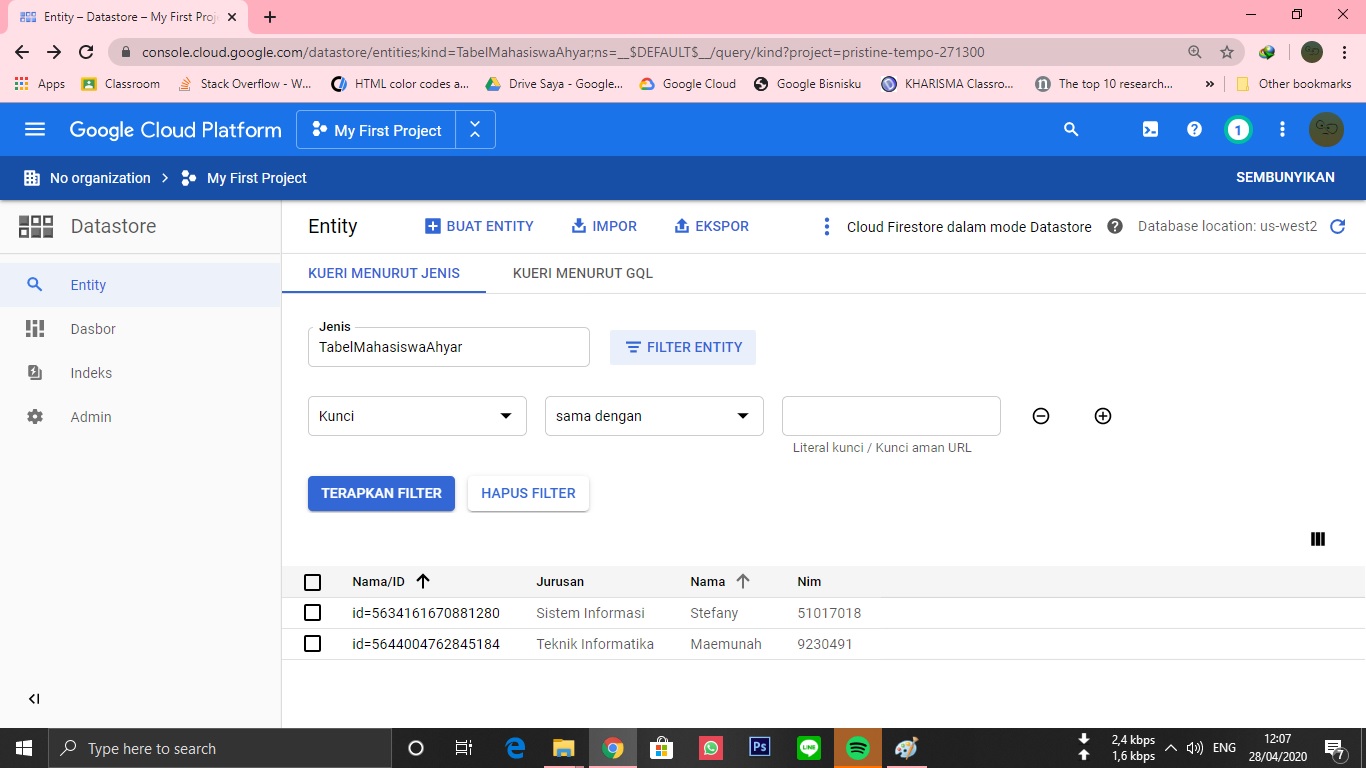 Entity – Datastore – My First Proj
console.cloud.google.com/datastore/entities;kind=TabelMahasiswaAhyar;ns=__$DEFAULT$__/query/kind?project=pristine-tempo-271300
Apps Classroom Stack Overflow - W... HTML color codes a... Drive Saya - Google... Google Cloud Google Bisnisku KHARISMA Classro... The top 10 research... » Other bookmarks
Google Cloud Platform My First Project 1
No organization > My First Project SEMBUNYIKAN
Datastore
Entity BUAT ENTITY IMPOR EKSPOR Cloud Firestore dalam mode Datastore Database location: us-west2
Entity
Dasbor
Indeks
Admin
KUERI MENURUT JENIS KUERI MENURUT GQL
Jenis
TabelMahasiswaAhyar FILTER ENTITY
Kunci sama dengan
Literal kunci / Kunci aman URL
TERAPKAN FILTER HAPUS FILTER
Nama/ID Jurusan Nama Nim
id=5634161670881280 Sistem Informasi Stefany 51017018
id=5644004762845184 Teknik Informatika Maemunah 9230491
Type here to search
Ps
LINE
2,4 kbps
1,6 kbps
ENG
12:07
28/04/2020
7